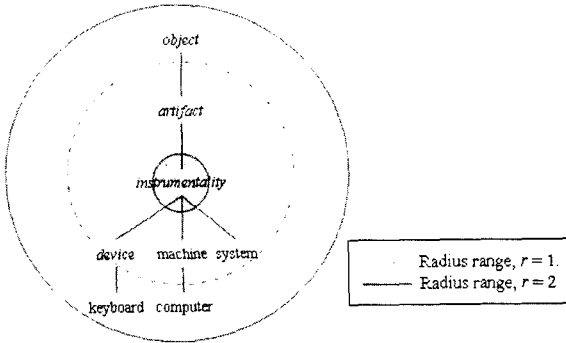 object
artifact
instrumentality
device machine system
keyboard computer
Radius range, r = 1.
Radius range, r = 2